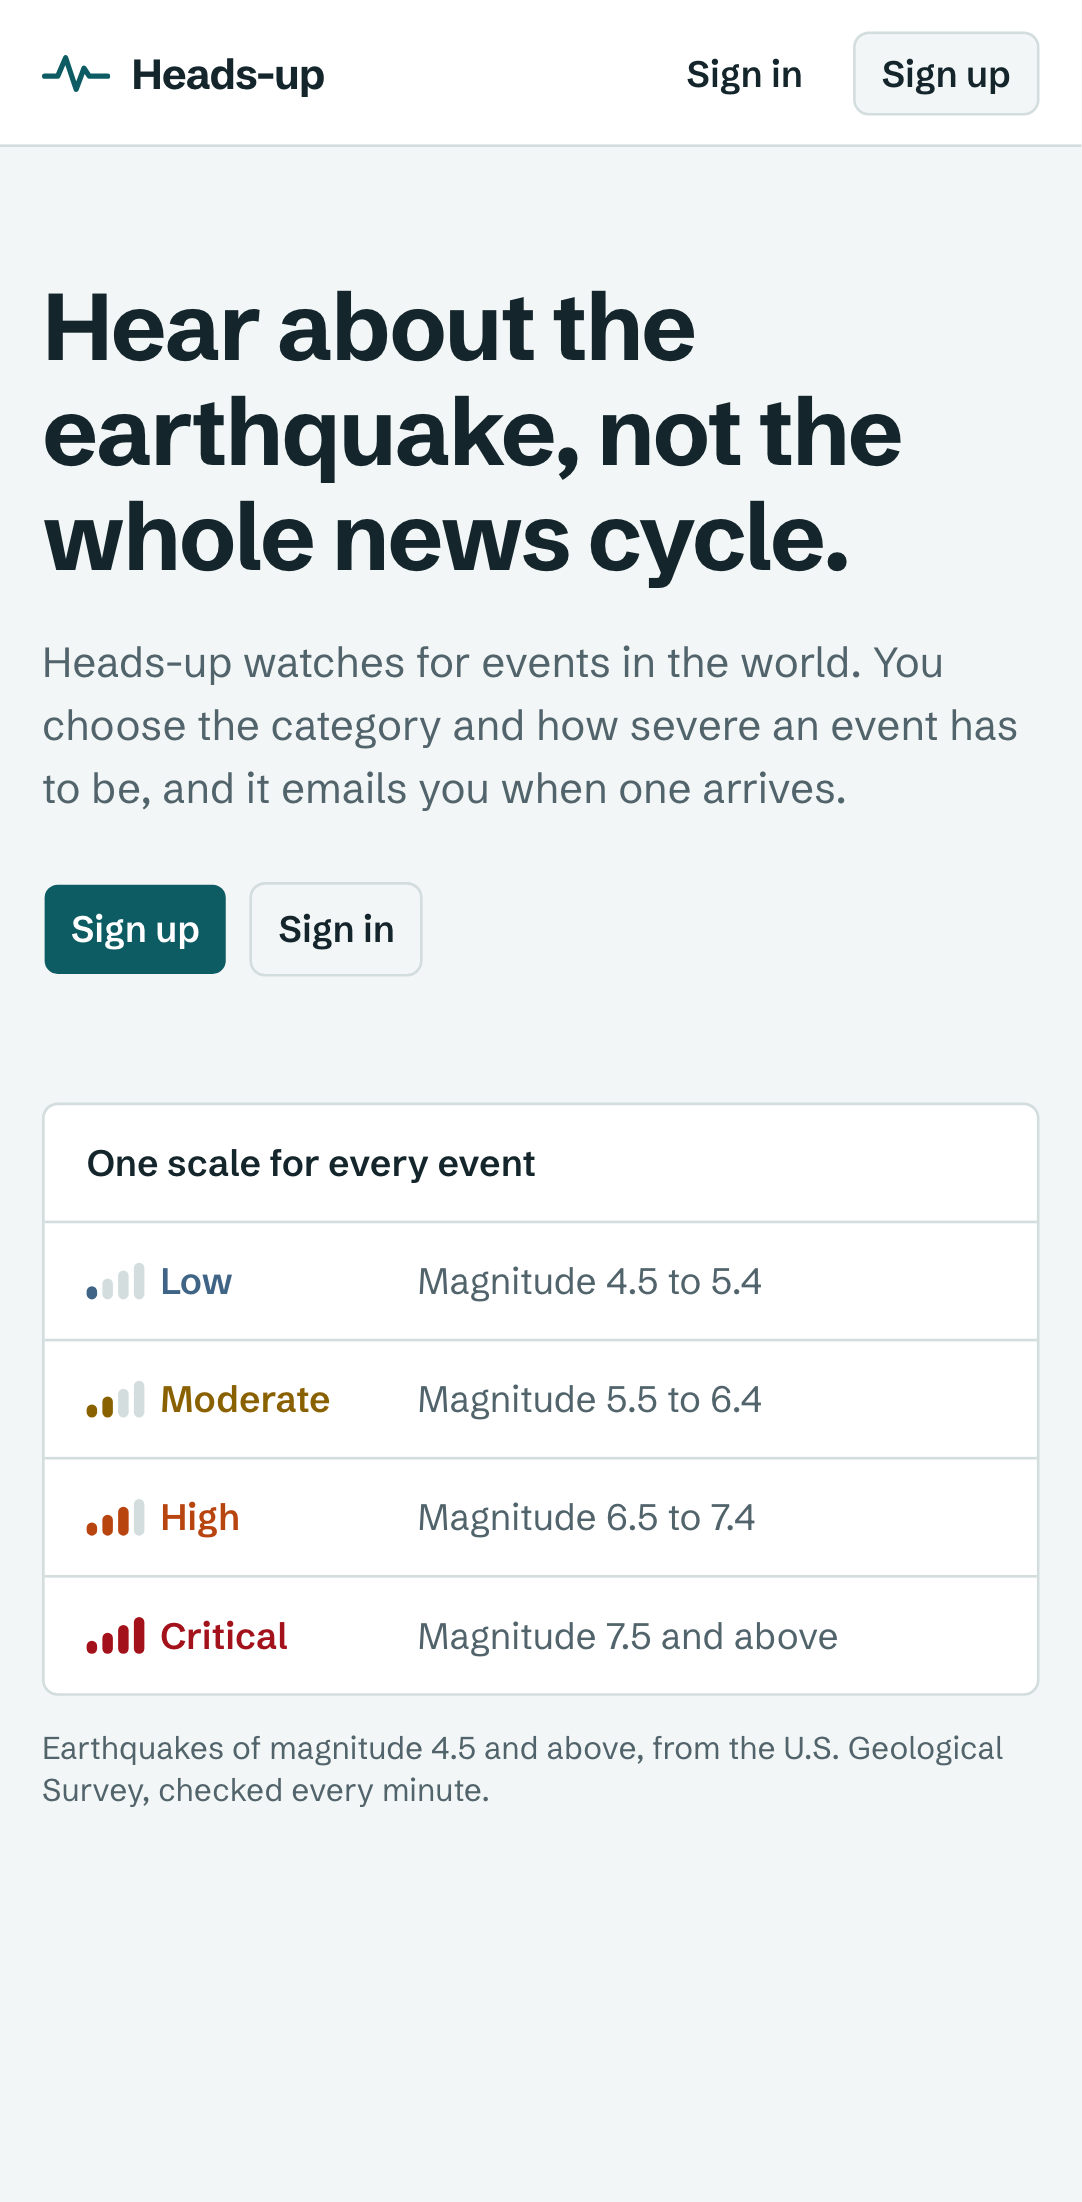 Heads-up
Sign in
Sign up
Hear about the
earthquake, not the
whole news cycle.
Heads-up watches for events in the world. You
choose the category and how severe an event has
to be, and it emails you when one arrives.
Sign up
Sign in
One scale for every event
Low Magnitude 4.5 to 5.4
Moderate Magnitude 5.5 to 6.4
High Magnitude 6.5 to 7.4
Critical Magnitude 7.5 and above
Earthquakes of magnitude 4.5 and above, from the U.S. Geological
Survey, checked every minute.